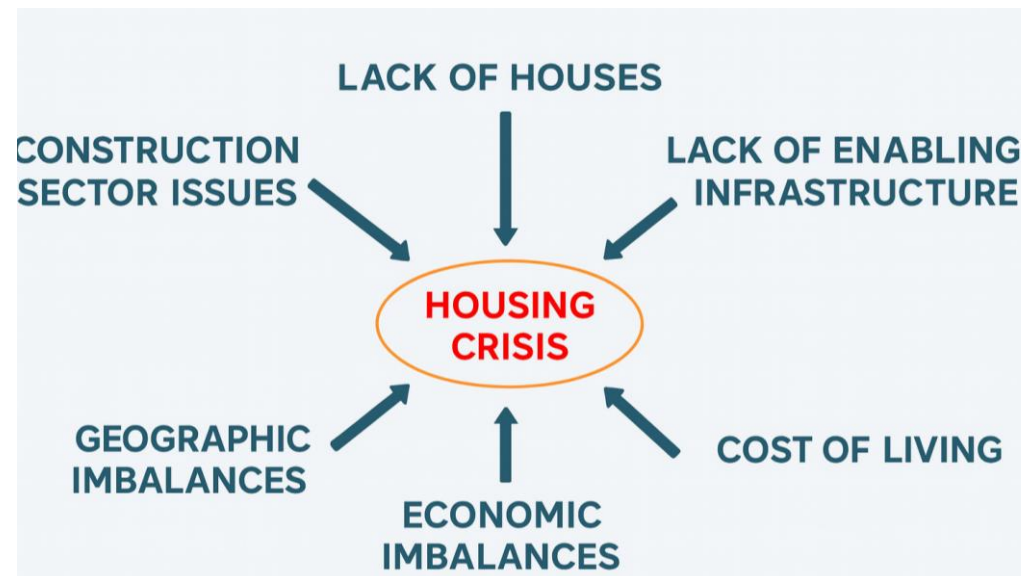 LACK OF HOUSES
CONSTRUCTION
SECTOR ISSUES
LACK OF ENABLING
INFRASTRUCTURE
HOUSING
CRISIS
GEOGRAPHIC
IMBALANCES
COST OF LIVING
ECONOMIC
IMBALANCES